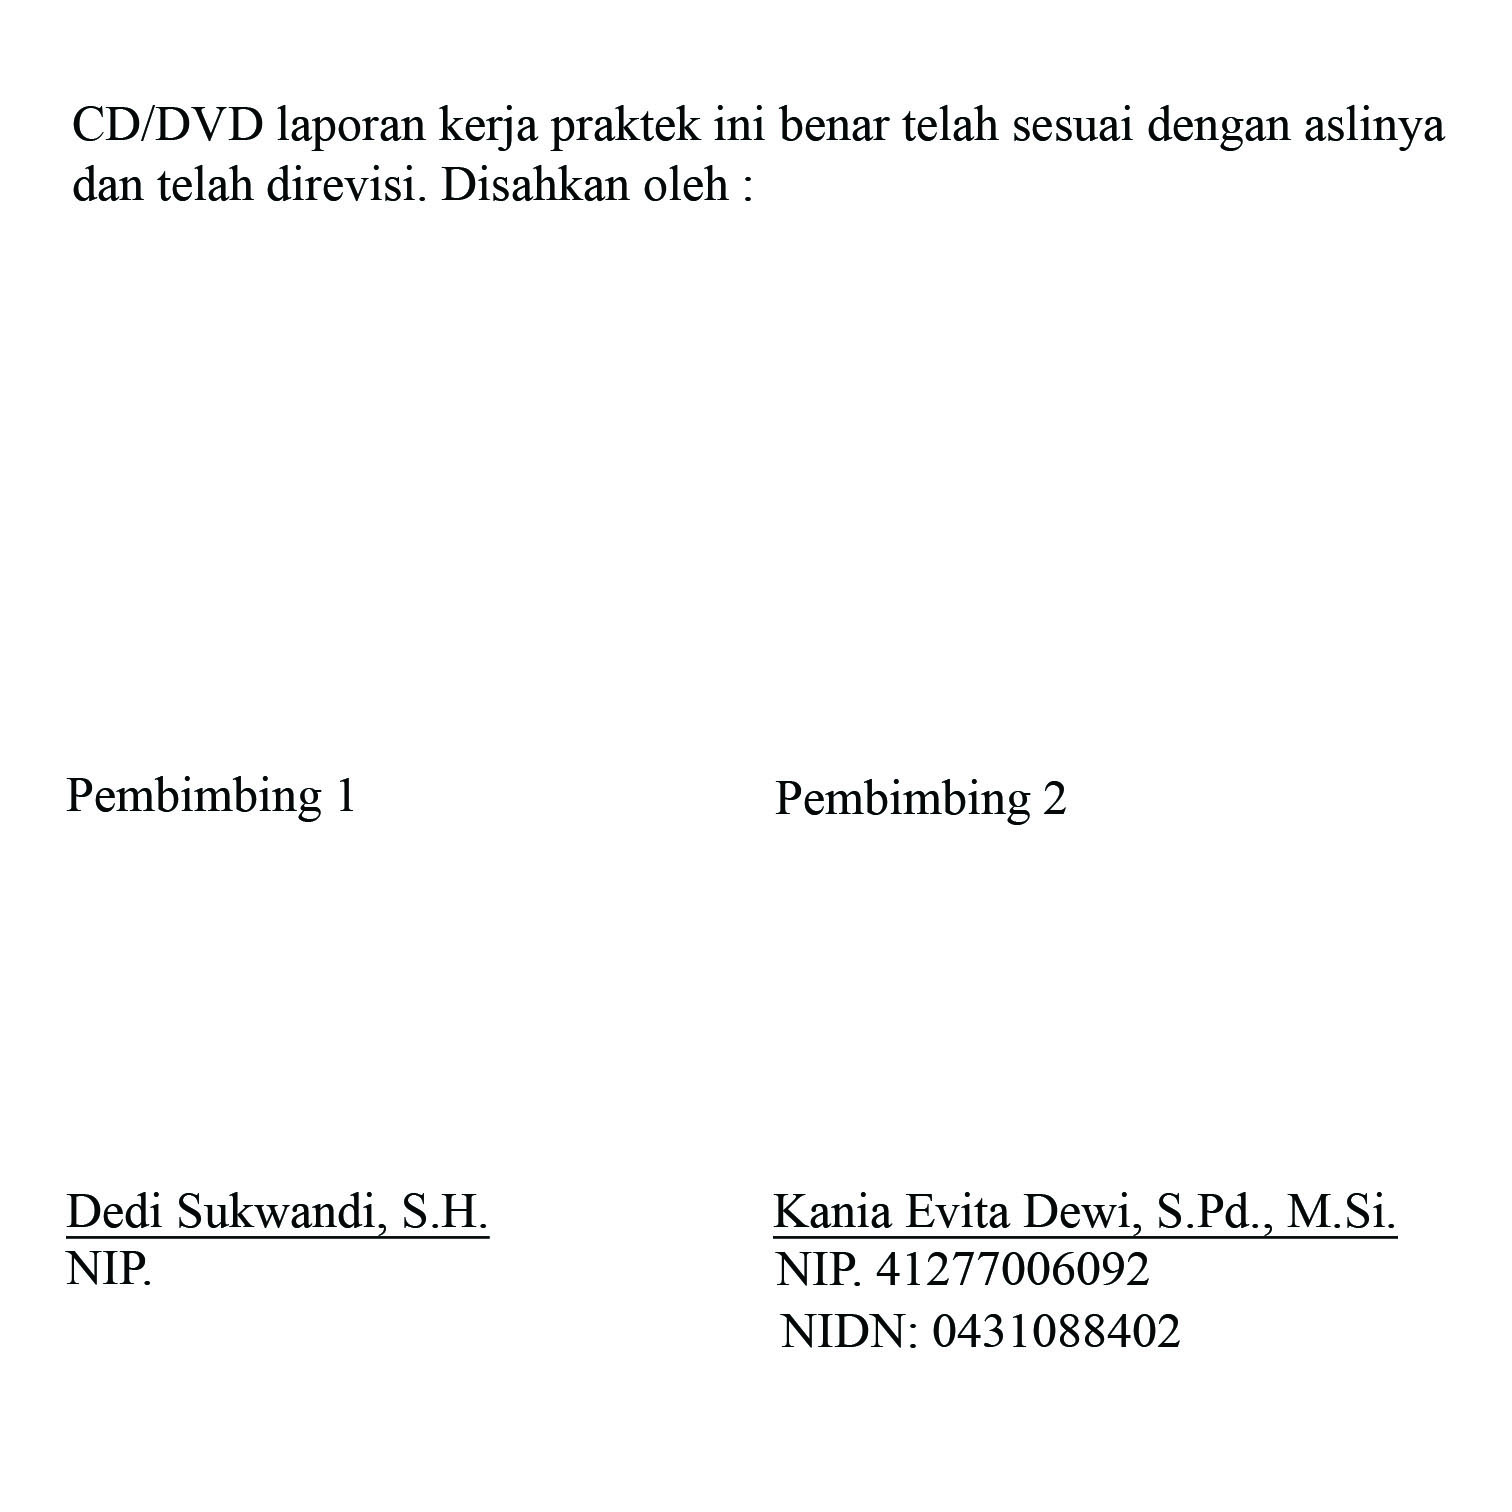 CD/DVD laporan kerja praktek ini benar telah sesuai dengan aslinya
dan telah direvisi. Disahkan oleh :
Pembimbing 1
Pembimbing 2
Dedi Sukwandi, S.H.
NIP.
Kania Evita Dewi, S.Pd., M.Si.
NIP. 41277006092
NIDN: 0431088402